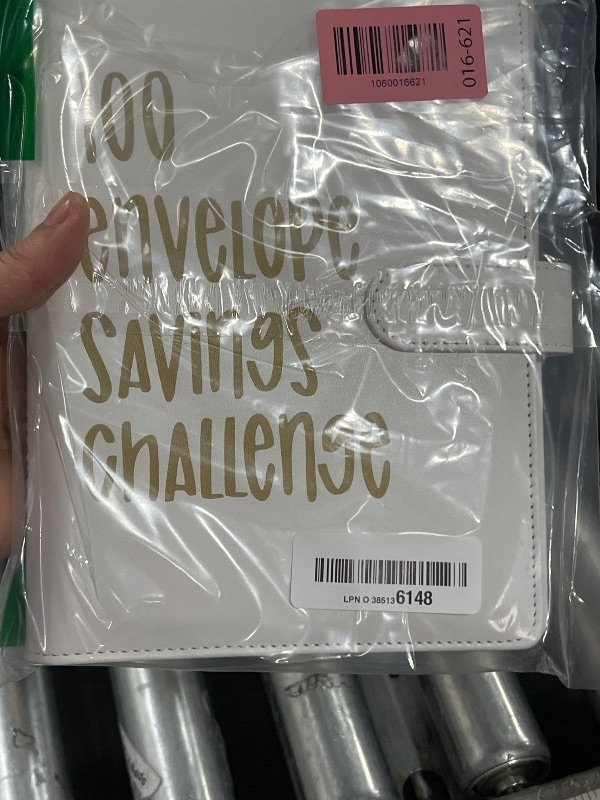 1060016621
016-621
100
envelope
savings
challenge
LPN O 385136148